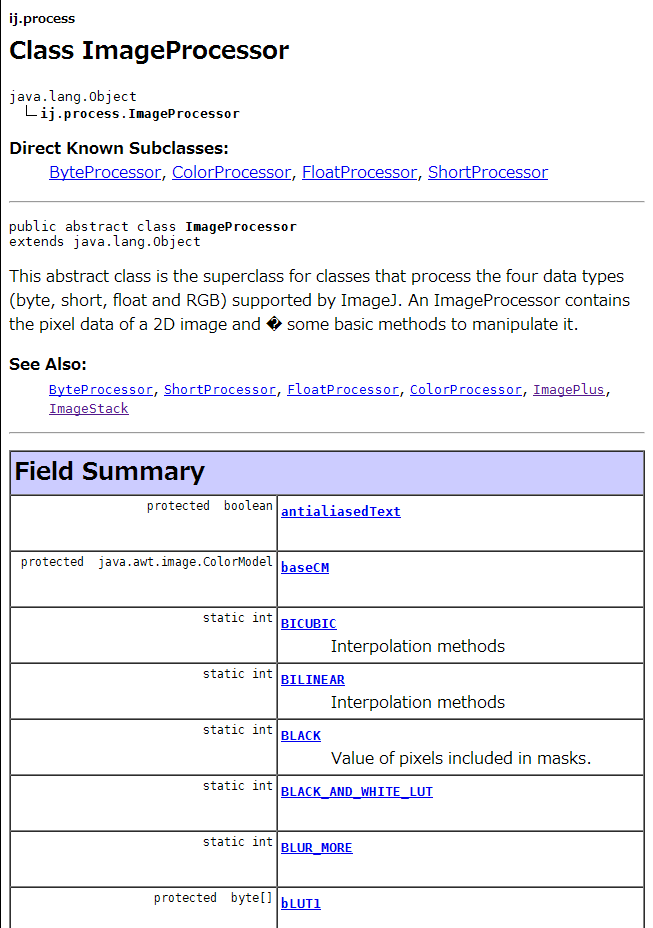 ij.process
Class ImageProcessor
java.lang.Object
ij.process.ImageProcessor
Direct Known Subclasses:
ByteProcessor, ColorProcessor, FloatProcessor, ShortProcessor
public abstract class ImageProcessor
extends java.lang.Object
This abstract class is the superclass for classes that process the four data types
(byte, short, float and RGB) supported by ImageJ. An ImageProcessor contains
the pixel data of a 2D image and � some basic methods to manipulate it.
See Also:
ByteProcessor, ShortProcessor, FloatProcessor, ColorProcessor, ImagePlus,
ImageStack
Field Summary
protected boolean antialiasedText
protected java.awt.image.ColorModel baseCM
static int BICUBIC
Interpolation methods
static int BILINEAR
Interpolation methods
static int BLACK
Value of pixels included in masks.
static int BLACK_AND_WHITE_LUT
static int BLUR_MORE
protected byte[] bLUT1